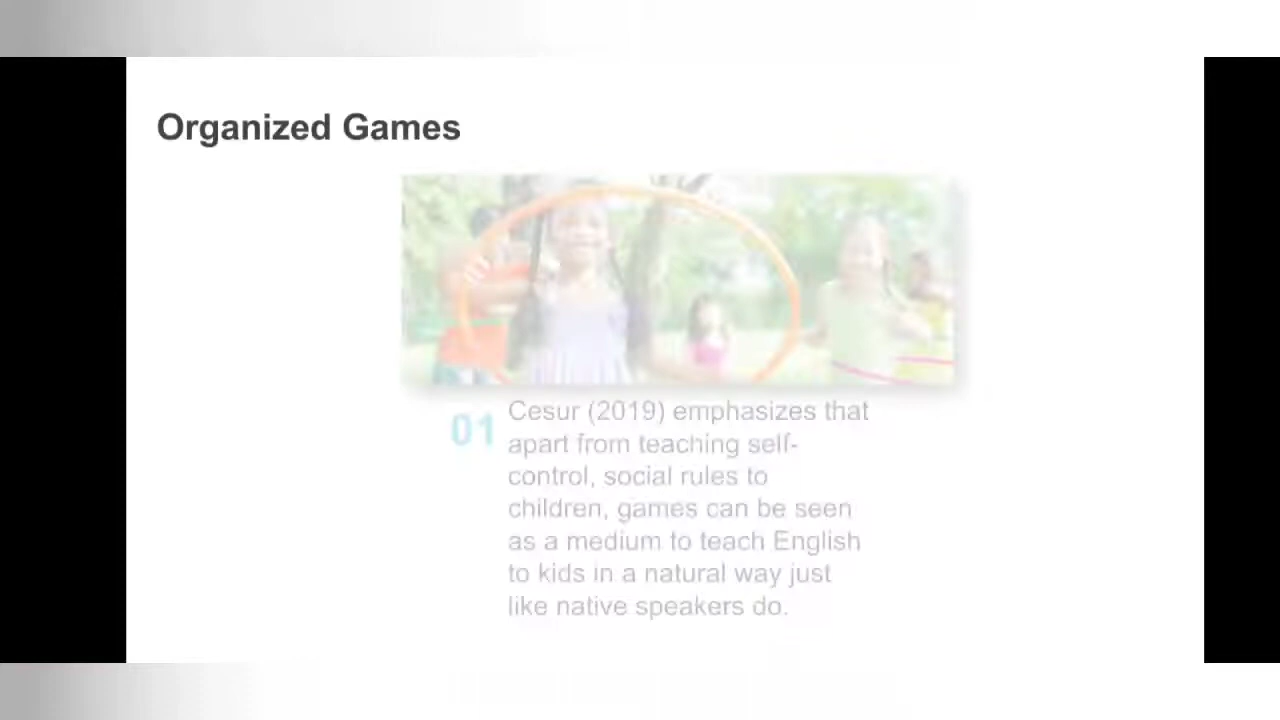 Organized Games
01
Cesur (2019) emphasizes that
apart from teaching self-
control, social rules to
children, games can be seen
as a medium to teach English
to kids in a natural way just
like native speakers do.